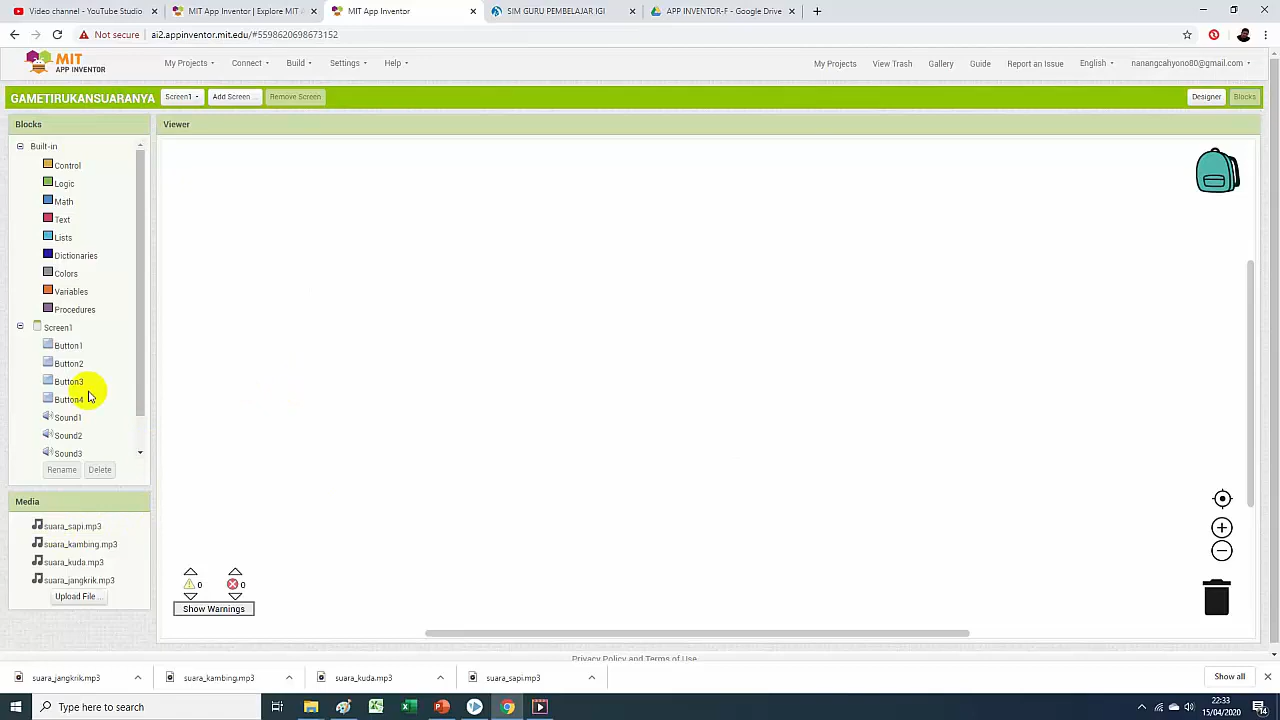 Video channel - YouTube Studio
MIT App Inventor | Explore MIT
MIT App Inventor
SIM GURU PEMBELAJAR IGI
APP INVENTOR-F - Google Drive
Not secure | ai2.appinventor.mit.edu/#5598620698673152
MIT
APP INVENTOR
My Projects
Connect
Build
Settings
Help
My Projects
View Trash
Gallery
Guide
Report an Issue
English
nanangcahyono80@gmail.com
GAMETIRUKANSUARANYA
Screen1
Add Screen ...
Remove Screen
Designer
Blocks
Blocks
Viewer
Built-in
Control
Logic
Math
Text
Lists
Dictionaries
Colors
Variables
Procedures
Screen1
Button1
Button2
Button3
Button4
Sound1
Sound2
Sound3
Rename
Delete
Media
suara_sapi.mp3
suara_kambing.mp3
suara_kuda.mp3
suara_jangkrik.mp3
Upload File ...
0
0
Show Warnings
Privacy Policy and Terms of Use
suara_jangkrik.mp3
suara_kambing.mp3
suara_kuda.mp3
suara_sapi.mp3
Show all
Type here to search
22:33
15/04/2020